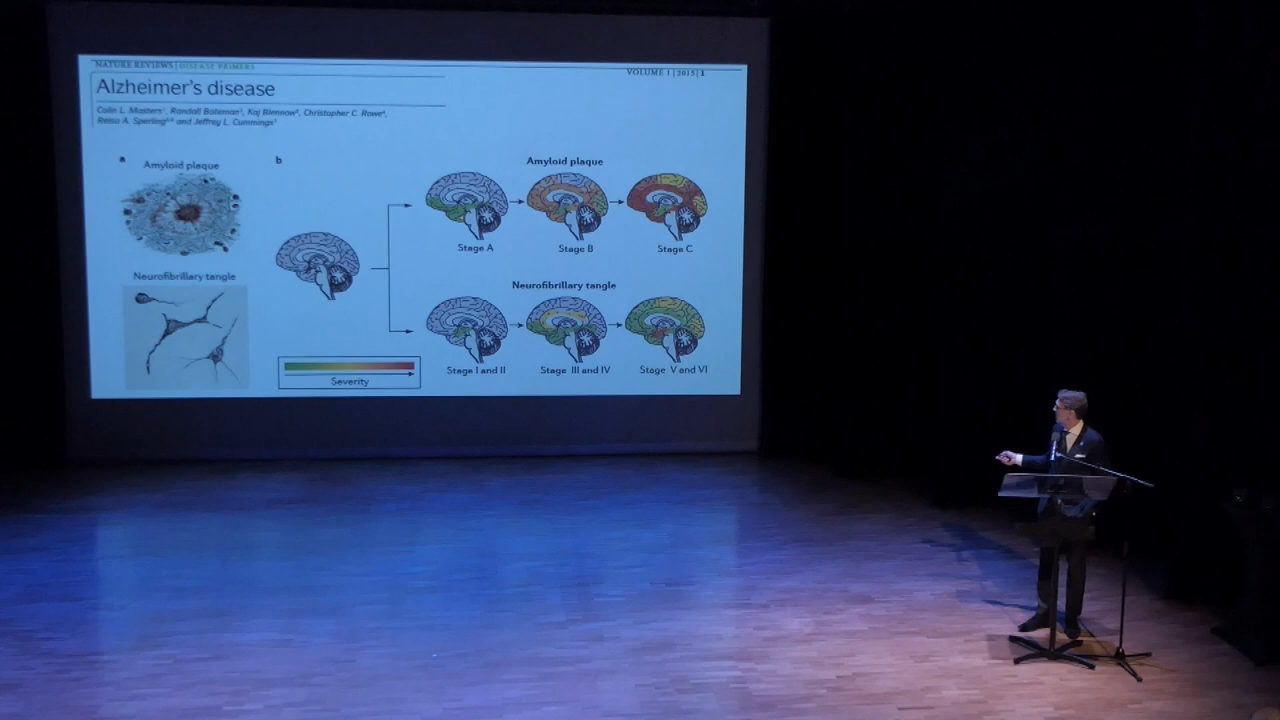 NATURE REVIEWS | DISEASE PRIMERS
VOLUME 1 | 2015 | 1
Alzheimer's disease
Colin L. Masters¹, Randall Bateman², Kaj Blennow³, Christopher C. Rowe⁴,
Reisa A. Sperling⁵,⁶ and Jeffrey L. Cummings⁷
a
Amyloid plaque
b
Amyloid plaque
Stage A
Stage B
Stage C
Neurofibrillary tangle
Neurofibrillary tangle
Stage I and II
Stage III and IV
Stage V and VI
Severity